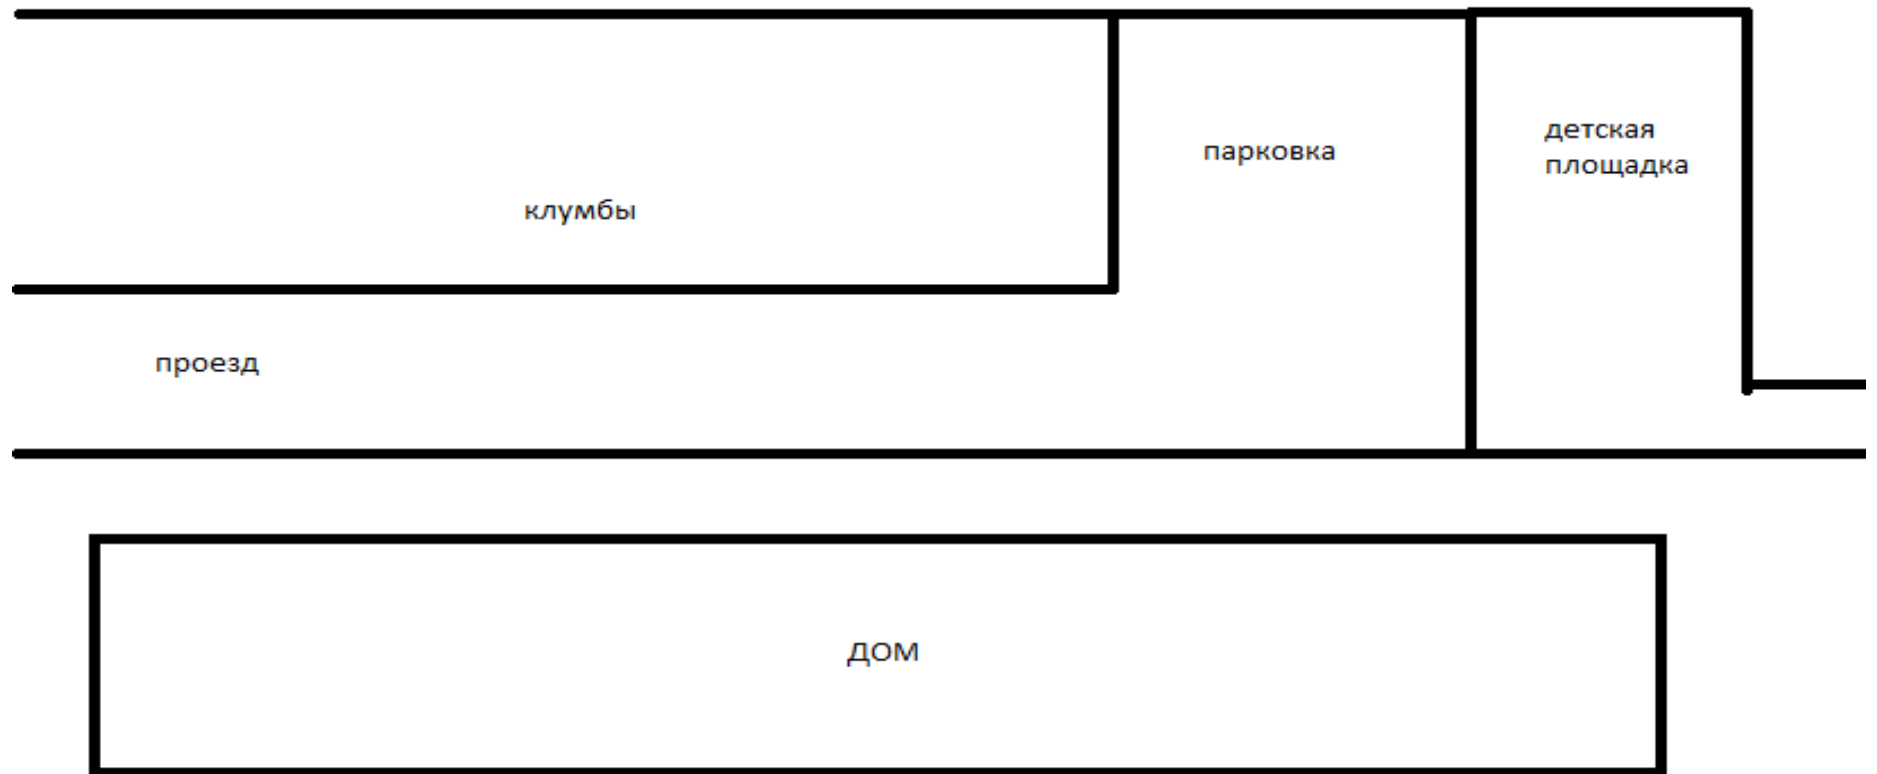 детская
площадка
парковка
клумбы
проезд
ДОМ